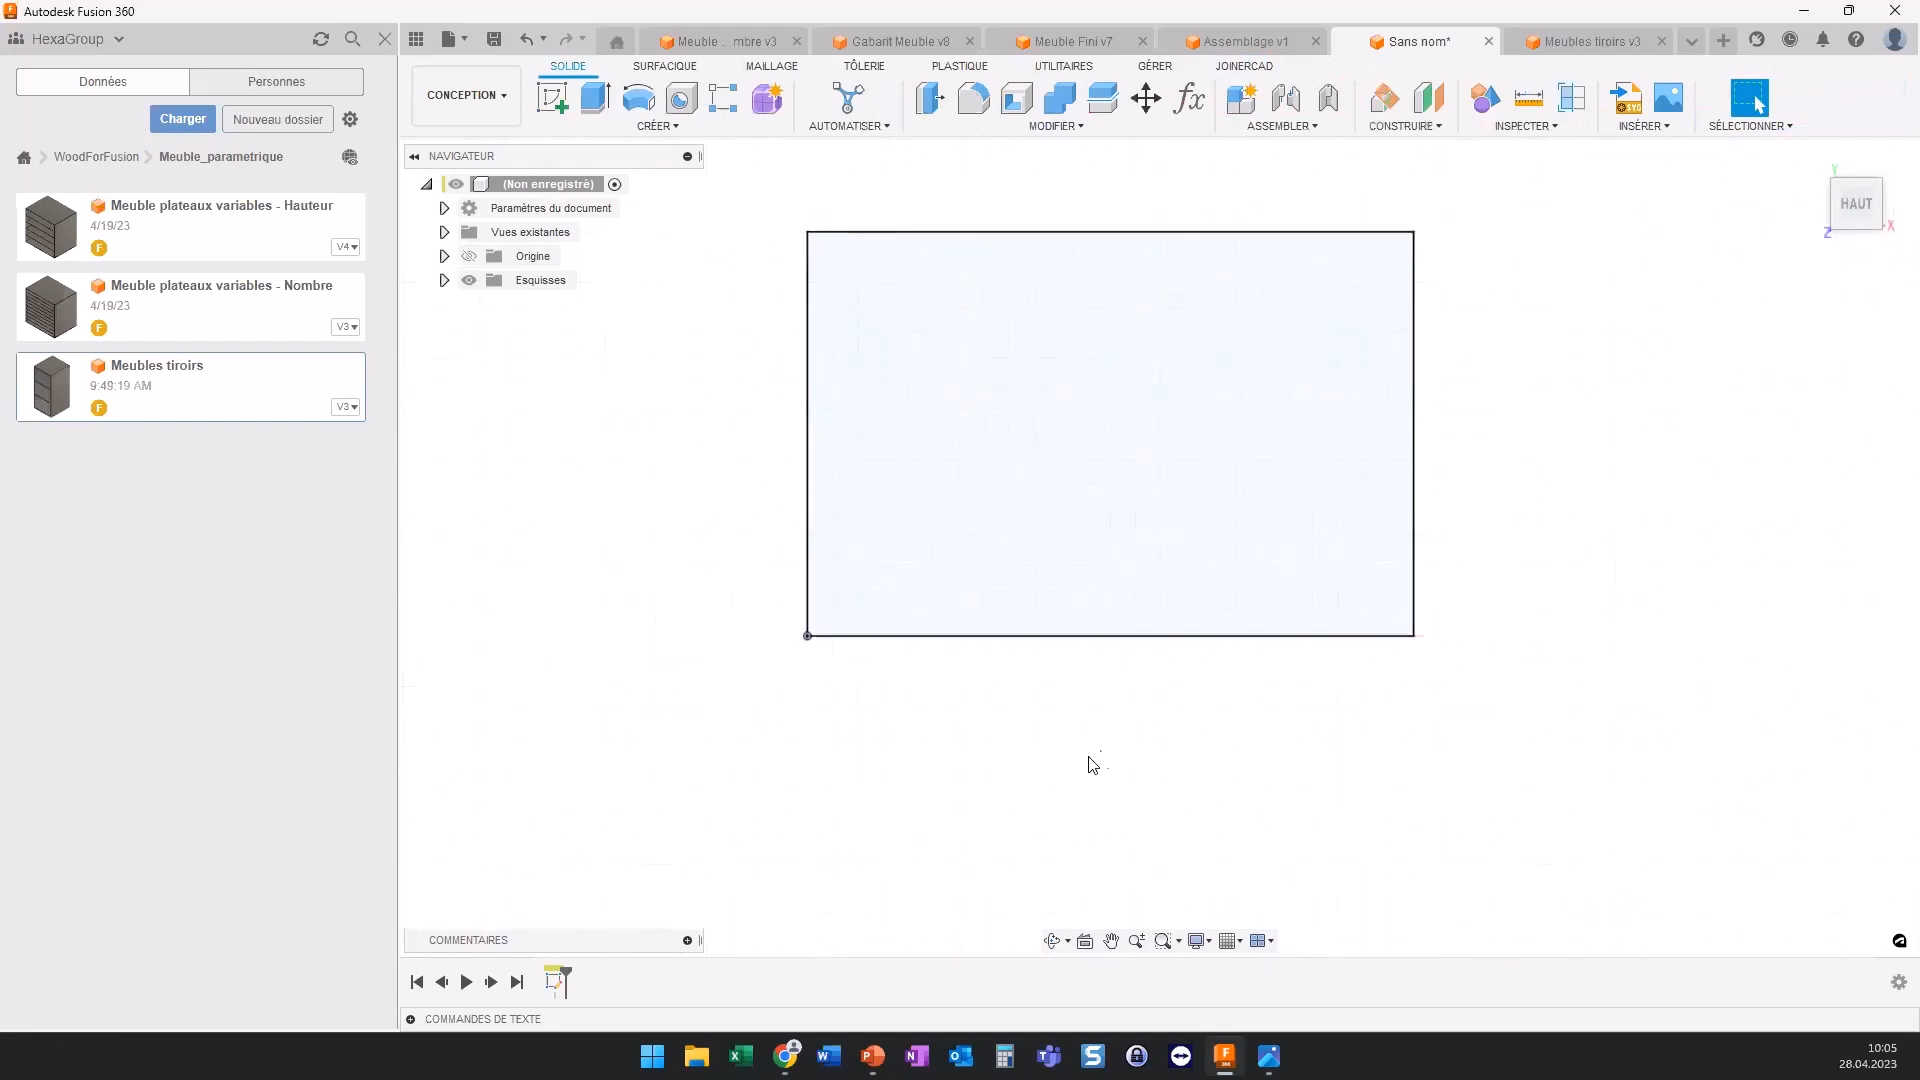 Autodesk Fusion 360
HexaGroup
Meuble ...mbre v3
Gabarit Meuble v8
Meuble Fini v7
Assemblage v1
Sans nom*
Meubles tiroirs v3
Données
Personnes
Charger
Nouveau dossier
WoodForFusion
Meuble_parametrique
Meuble plateaux variables - Hauteur
4/19/23
F
V4
Meuble plateaux variables - Nombre
4/19/23
F
V3
Meubles tiroirs
9:49:19 AM
F
V3
CONCEPTION
SOLIDE
SURFACIQUE
MAILLAGE
TÔLERIE
PLASTIQUE
UTILITAIRES
GÉRER
JOINERCAD
CRÉER
AUTOMATISER
MODIFIER
ASSEMBLER
CONSTRUIRE
INSPECTER
INSÉRER
SÉLECTIONNER
NAVIGATEUR
(Non enregistré)
Paramètres du document
Vues existantes
Origine
Esquisses
Y
HAUT
X
Z
COMMENTAIRES
COMMANDES DE TEXTE
10:05
28.04.2023